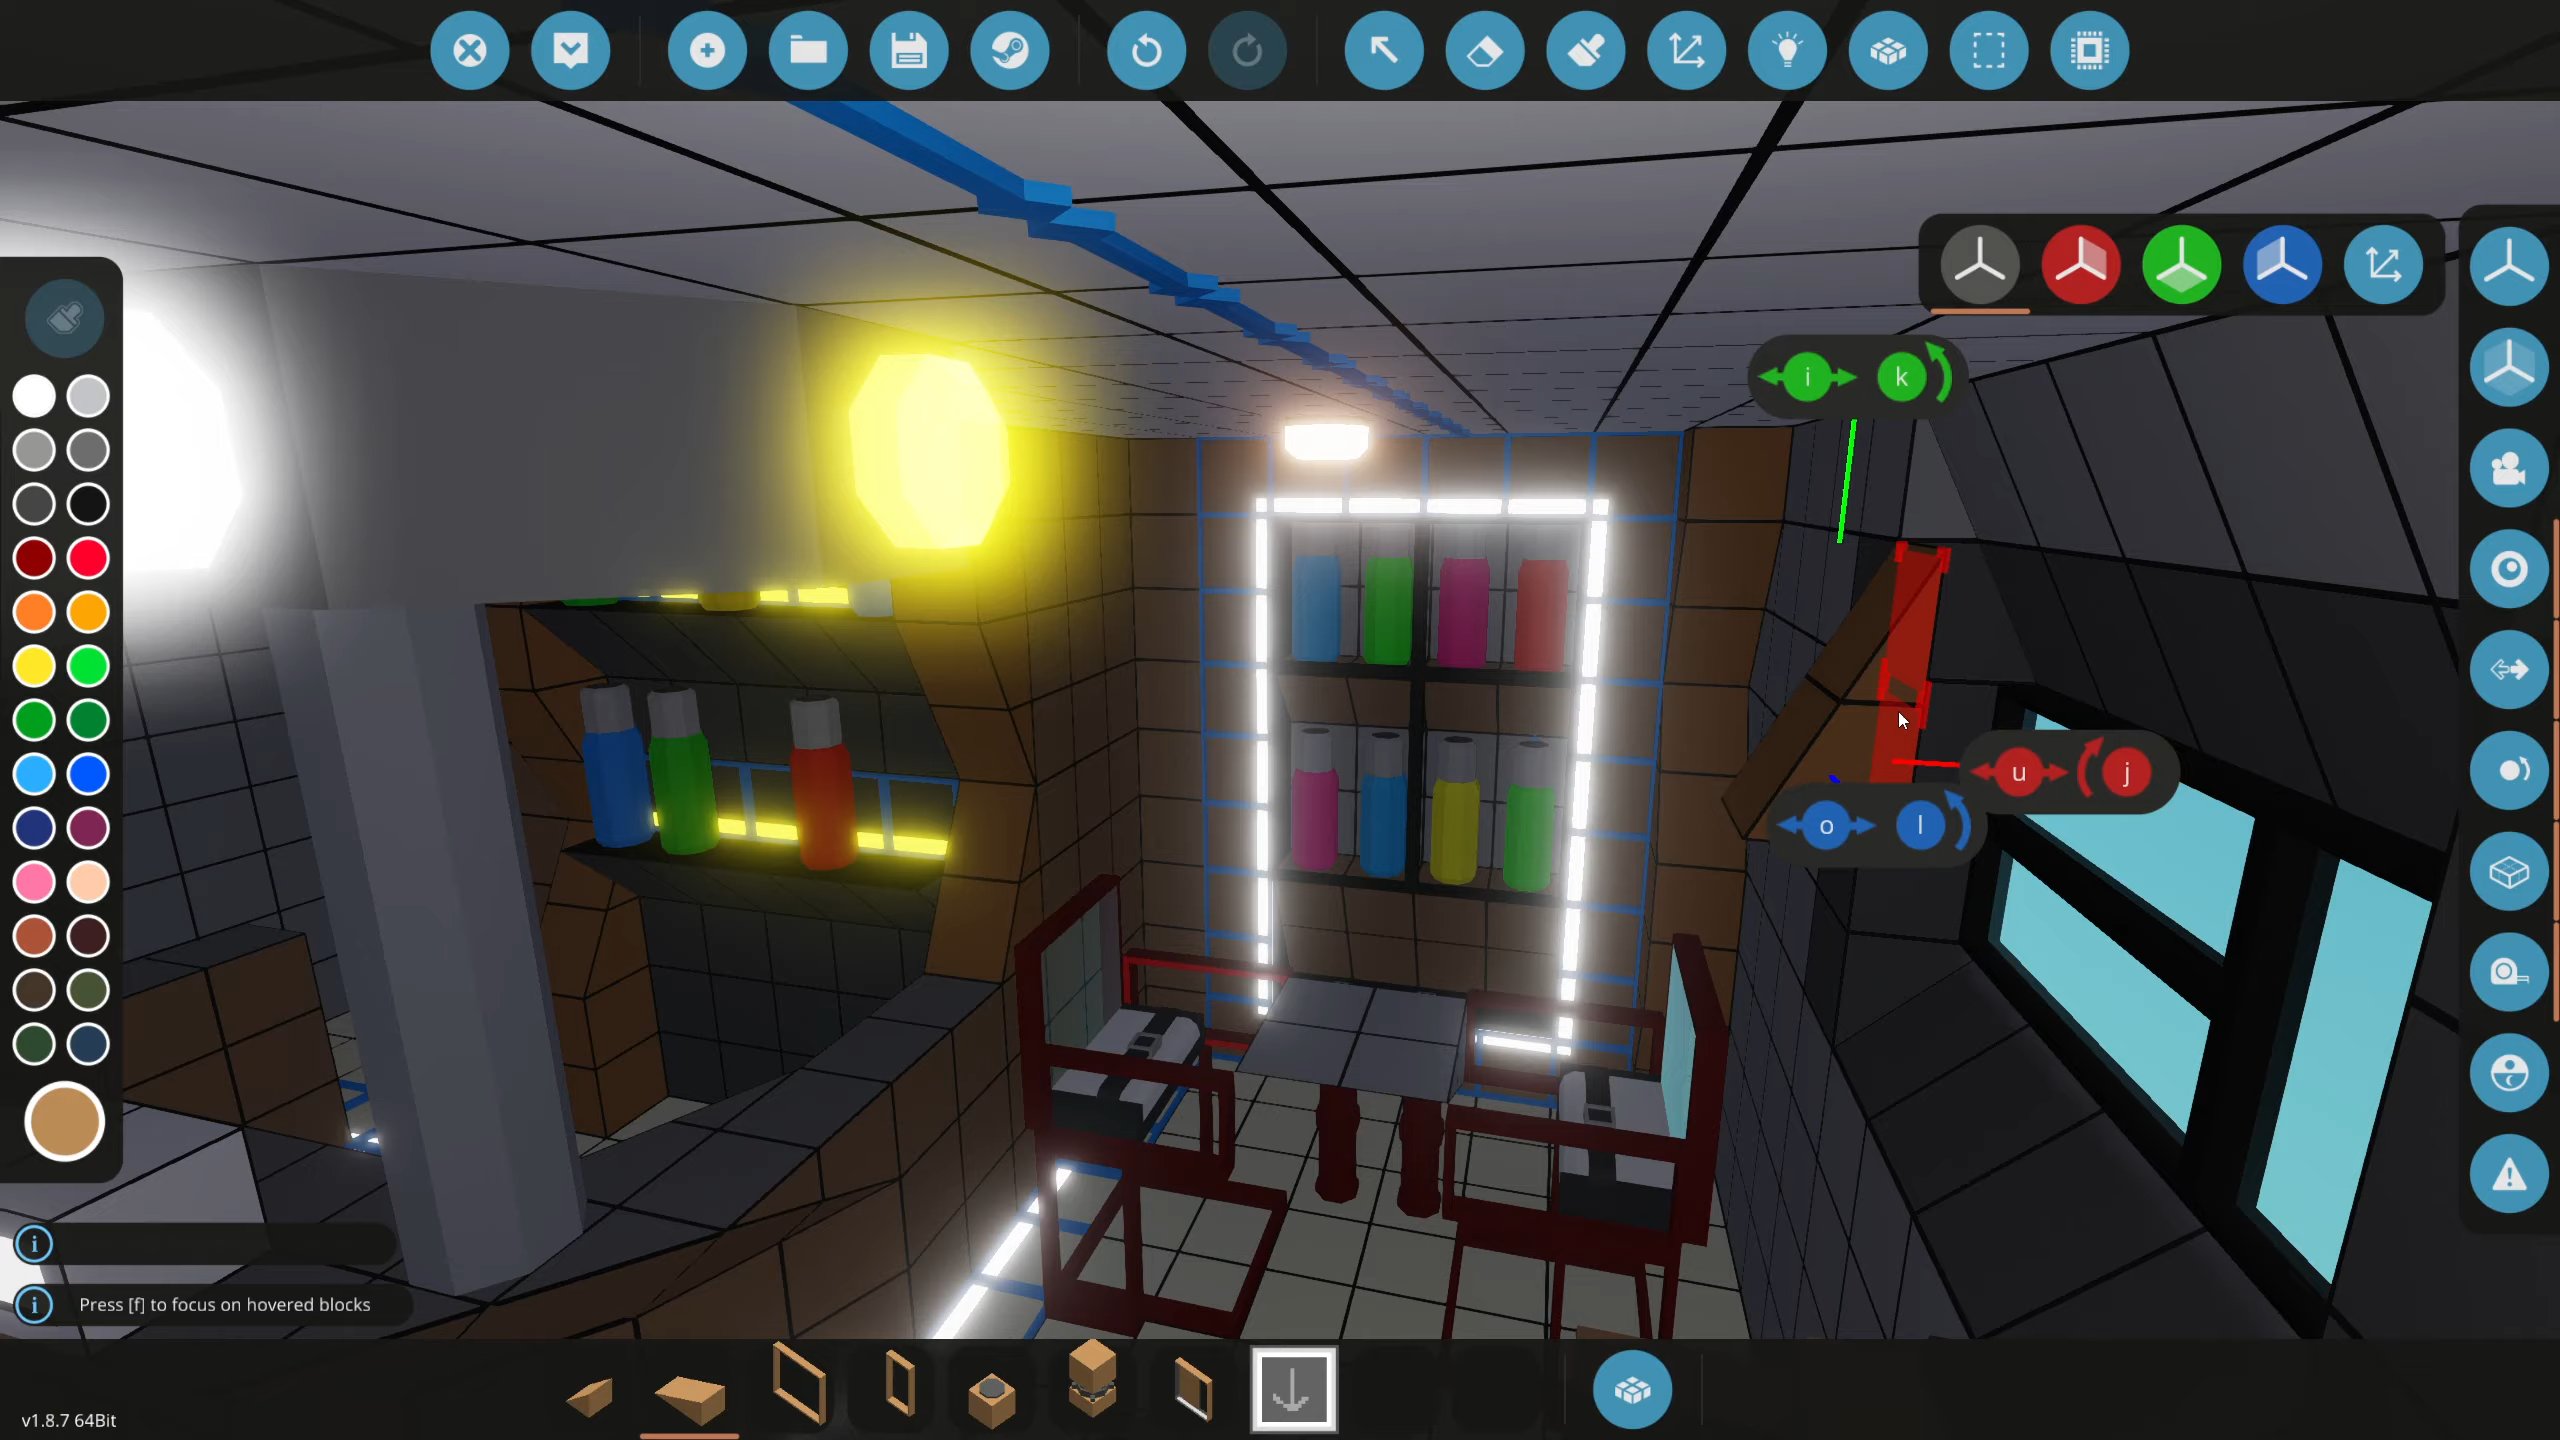 i k
u j
o l
Press [f] to focus on hovered blocks
v1.8.7 64Bit